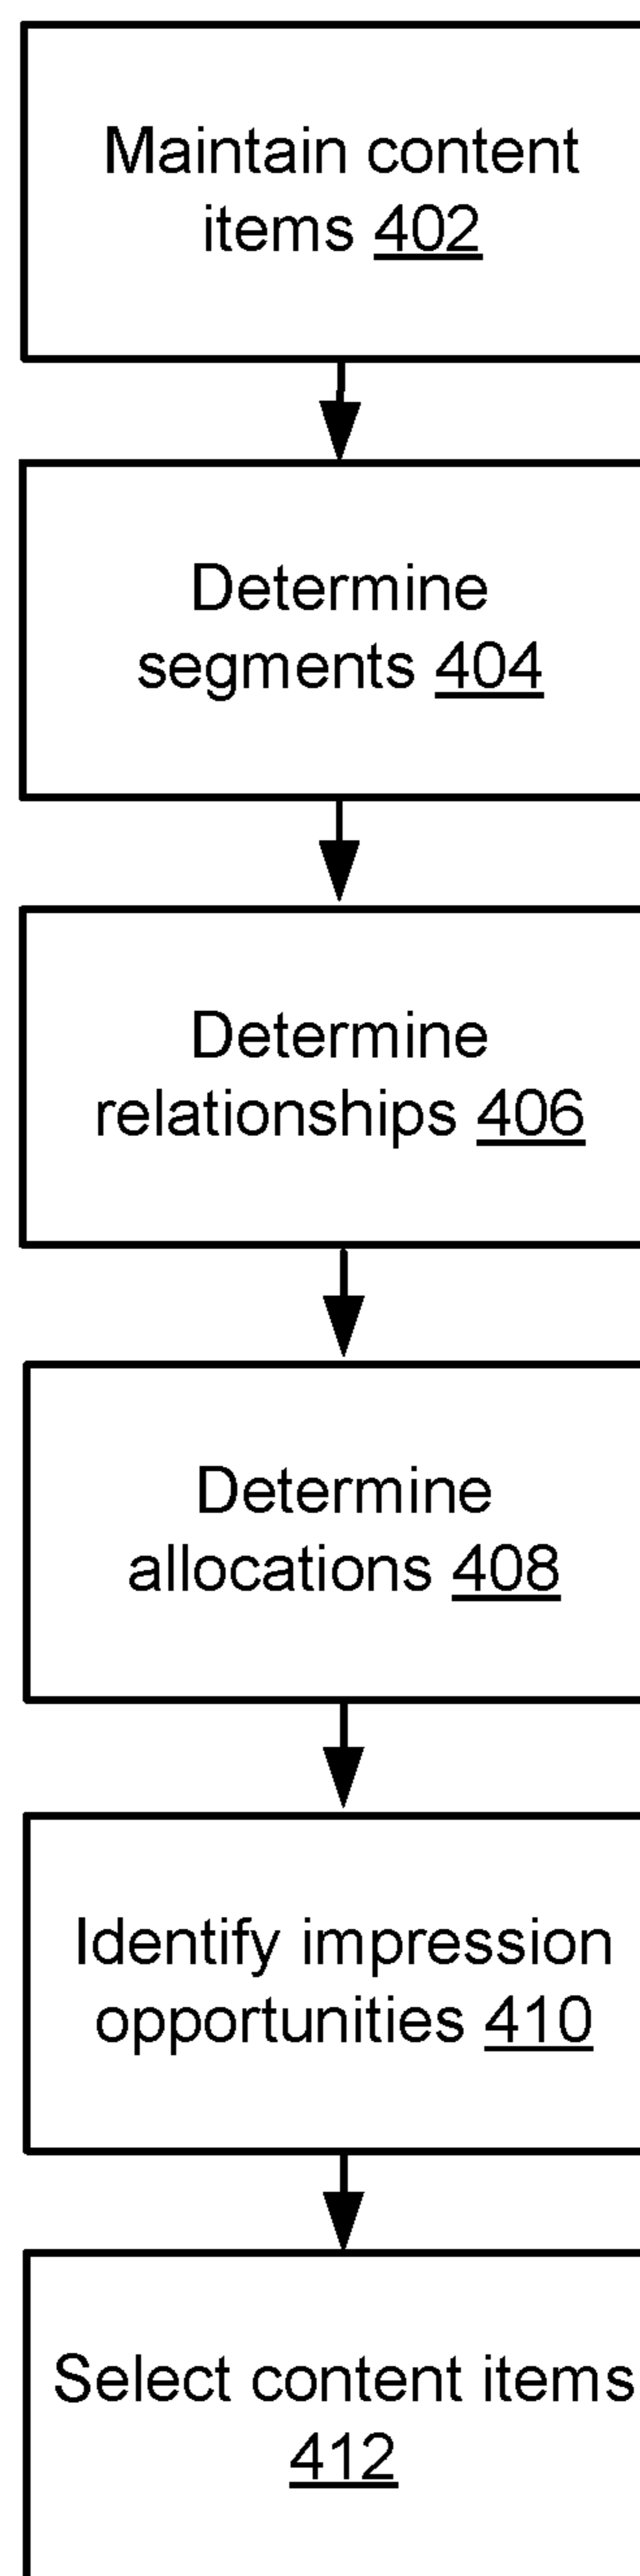 Maintain content
items 402
Determine
segments 404
Determine
relationships 406
Determine
allocations 408
Identify impression
opportunities 410
Select content items
412